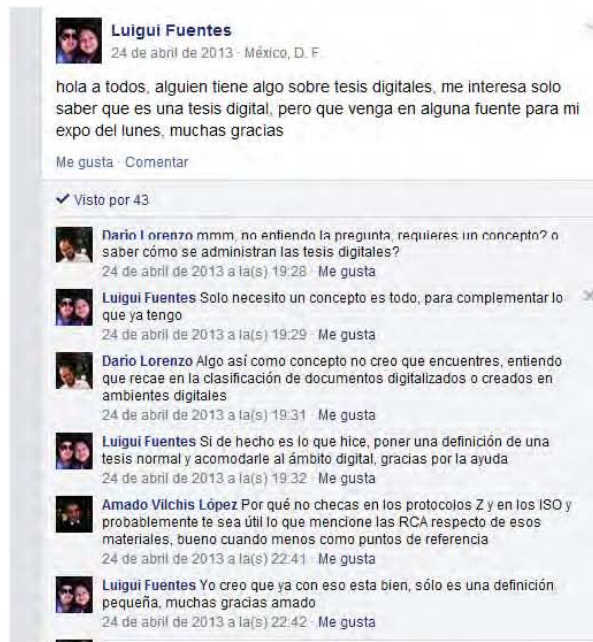 Luigui Fuentes
24 de abril de 2013 · México, D. F.
hola a todos, alguien tiene algo sobre tesis digitales, me interesa solo
saber que es una tesis digital, pero que venga en alguna fuente para mi
expo del lunes, muchas gracias
Me gusta · Comentar
✓ Visto por 43
Dario Lorenzo mmm, no entiendo la pregunta, requieres un concepto? o
saber cómo se administran las tesis digitales?
24 de abril de 2013 a la(s) 19:28 · Me gusta
Luigui Fuentes Solo necesito un concepto es todo, para complementar lo
que ya tengo
24 de abril de 2013 a la(s) 19:29 · Me gusta
Dario Lorenzo Algo así como concepto no creo que encuentres, entiendo
que recae en la clasificación de documentos digitalizados o creados en
ambientes digitales
24 de abril de 2013 a la(s) 19:31 · Me gusta
Luigui Fuentes Si de hecho es lo que hice, poner una definición de una
tesis normal y acomodarle al ámbito digital, gracias por la ayuda
24 de abril de 2013 a la(s) 19:32 · Me gusta
Amado Vilchis López Por qué no checas en los protocolos Z y en los ISO y
probablemente te sea útil lo que mencione las RCA respecto de esos
materiales, bueno cuando menos como puntos de referencia
24 de abril de 2013 a la(s) 22:41 · Me gusta
Luigui Fuentes Yo creo que ya con eso esta bien, sólo es una definición
pequeña, muchas gracias amado
24 de abril de 2013 a la(s) 22:42 · Me gusta